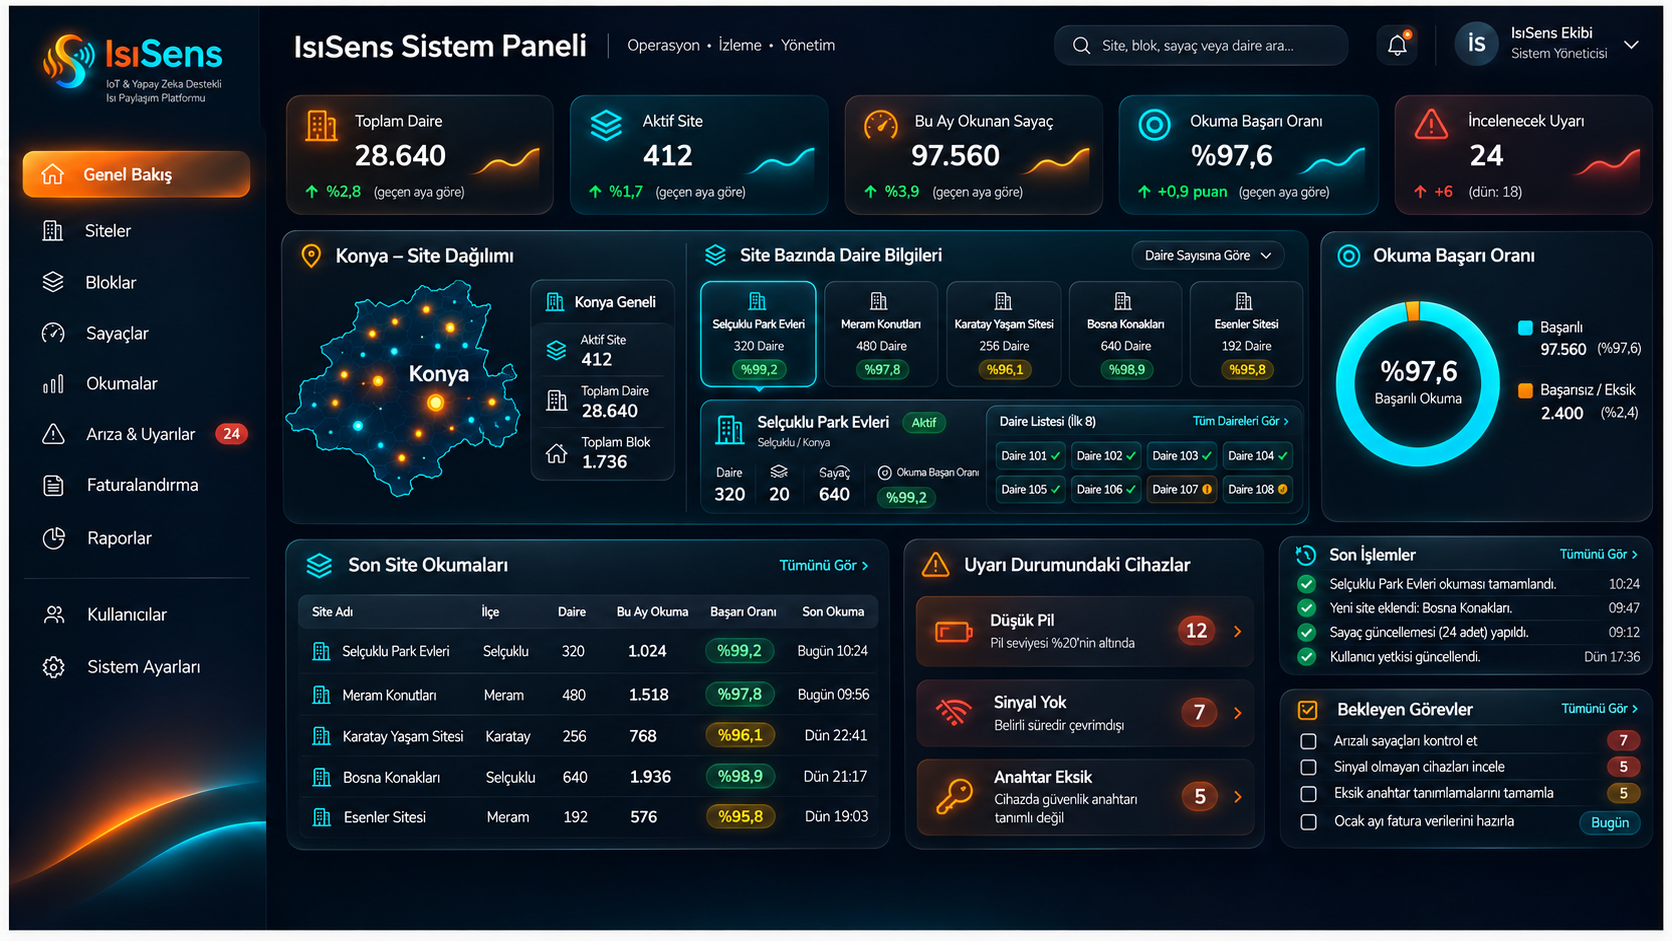 IsıSens
IoT & Yapay Zeka Destekli
Isı Paylaşım Platformu
Genel Bakış
Siteler
Bloklar
Sayaçlar
Okumalar
Arıza & Uyarılar 24
Faturalandırma
Raporlar
Kullanıcılar
Sistem Ayarları
IsıSens Sistem Paneli
Operasyon • İzleme • Yönetim
Site, blok, sayaç veya daire ara...
İS
IsıSens Ekibi
Sistem Yöneticisi
Toplam Daire
28.640
%2,8 (geçen aya göre)
Aktif Site
412
%1,7 (geçen aya göre)
Bu Ay Okunan Sayaç
97.560
%3,9 (geçen aya göre)
Okuma Başarı Oranı
%97,6
+0,9 puan (geçen aya göre)
İncelenecek Uyarı
24
+6 (dün: 18)
Konya – Site Dağılımı
Konya
Konya Geneli
Aktif Site
412
Toplam Daire
28.640
Toplam Blok
1.736
Site Bazında Daire Bilgileri
Daire Sayısına Göre
Selçuklu Park Evleri
320 Daire
%99,2
Meram Konutları
480 Daire
%97,8
Karatay Yaşam Sitesi
256 Daire
%96,1
Bosna Konakları
640 Daire
%98,9
Esenler Sitesi
192 Daire
%95,8
Selçuklu Park Evleri Aktif
Selçuklu / Konya
Daire
320
20
Sayaç
640
Okuma Başarı Oranı
%99,2
Daire Listesi (İlk 8) Tüm Daireleri Gör >
Daire 101 ✓ Daire 102 ✓ Daire 103 ✓ Daire 104 ✓
Daire 105 ✓ Daire 106 ✓ Daire 107 Daire 108
Okuma Başarı Oranı
%97,6
Başarılı Okuma
Başarılı
97.560 (%97,6)
Başarısız / Eksik
2.400 (%2,4)
Son Site Okumaları Tümünü Gör >
Site Adı İlçe Daire Bu Ay Okuma Başarı Oranı Son Okuma
Selçuklu Park Evleri Selçuklu 320 1.024 %99,2 Bugün 10:24
Meram Konutları Meram 480 1.518 %97,8 Bugün 09:56
Karatay Yaşam Sitesi Karatay 256 768 %96,1 Dün 22:41
Bosna Konakları Selçuklu 640 1.936 %98,9 Dün 21:17
Esenler Sitesi Meram 192 576 %95,8 Dün 19:03
Uyarı Durumundaki Cihazlar
Düşük Pil
Pil seviyesi %20'nin altında
12
Sinyal Yok
Belirli süredir çevrimdışı
7
Anahtar Eksik
Cihazda güvenlik anahtarı
tanımlı değil
5
Son İşlemler Tümünü Gör >
Selçuklu Park Evleri okuması tamamlandı. 10:24
Yeni site eklendi: Bosna Konakları. 09:47
Sayaç güncellemesi (24 adet) yapıldı. 09:12
Kullanıcı yetkisi güncellendi. Dün 17:36
Bekleyen Görevler Tümünü Gör >
Arızalı sayaçları kontrol et 7
Sinyal olmayan cihazları incele 5
Eksik anahtar tanımlamalarını tamamla 5
Ocak ayı fatura verilerini hazırla Bugün